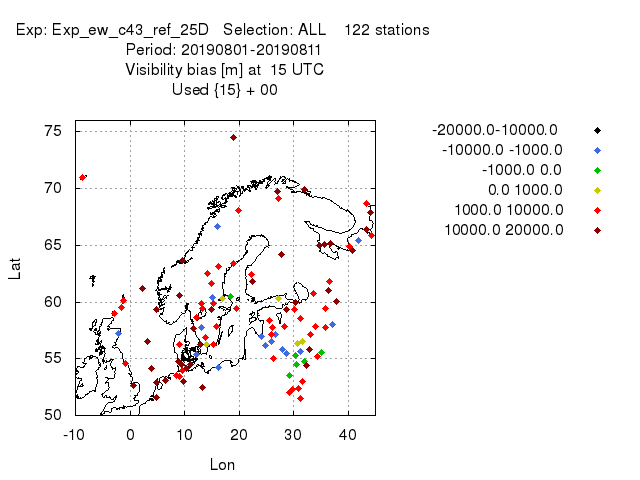 Exp: Exp_ew_c43_ref_25D   Selection: ALL    122 stations
Period: 20190801-20190811
Visibility bias [m] at  15 UTC
Used {15} + 00
-20000.0-10000.0
-10000.0 -1000.0
-1000.0 0.0
0.0 1000.0
1000.0 10000.0
10000.0 20000.0
Lat
75
70
65
60
55
50
-10 0 10 20 30 40
Lon